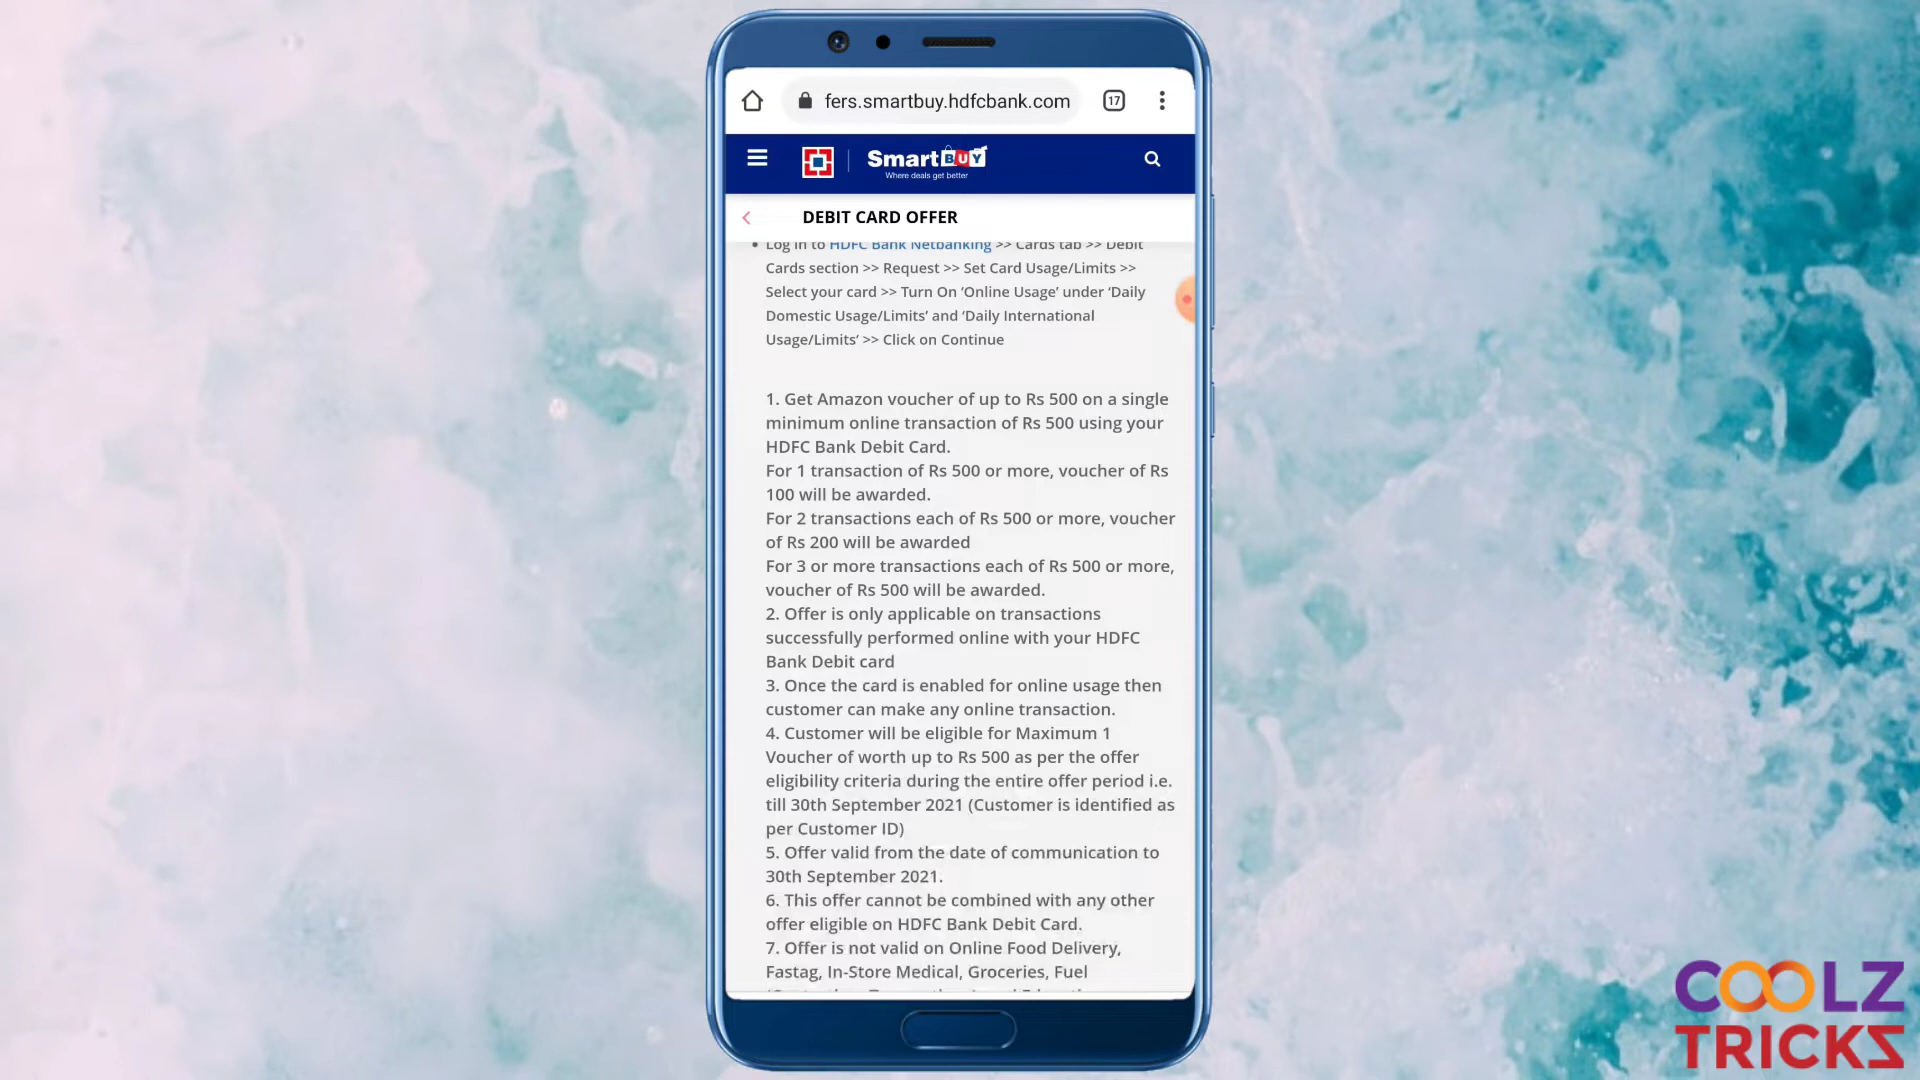 fers.smartbuy.hdfcbank.com
17
SmartBUY
Where deals get better
DEBIT CARD OFFER
• Log in to HDFC Bank Netbanking >> Cards tab >> Debit
Cards section >> Request >> Set Card Usage/Limits >>
Select your card >> Turn On ‘Online Usage’ under ‘Daily
Domestic Usage/Limits’ and ‘Daily International
Usage/Limits’ >> Click on Continue
1. Get Amazon voucher of up to Rs 500 on a single
minimum online transaction of Rs 500 using your
HDFC Bank Debit Card.
For 1 transaction of Rs 500 or more, voucher of Rs
100 will be awarded.
For 2 transactions each of Rs 500 or more, voucher
of Rs 200 will be awarded
For 3 or more transactions each of Rs 500 or more,
voucher of Rs 500 will be awarded.
2. Offer is only applicable on transactions
successfully performed online with your HDFC
Bank Debit card
3. Once the card is enabled for online usage then
customer can make any online transaction.
4. Customer will be eligible for Maximum 1
Voucher of worth up to Rs 500 as per the offer
eligibility criteria during the entire offer period i.e.
till 30th September 2021 (Customer is identified as
per Customer ID)
5. Offer valid from the date of communication to
30th September 2021.
6. This offer cannot be combined with any other
offer eligible on HDFC Bank Debit Card.
7. Offer is not valid on Online Food Delivery,
Fastag, In-Store Medical, Groceries, Fuel
COOLZ
TRICKS